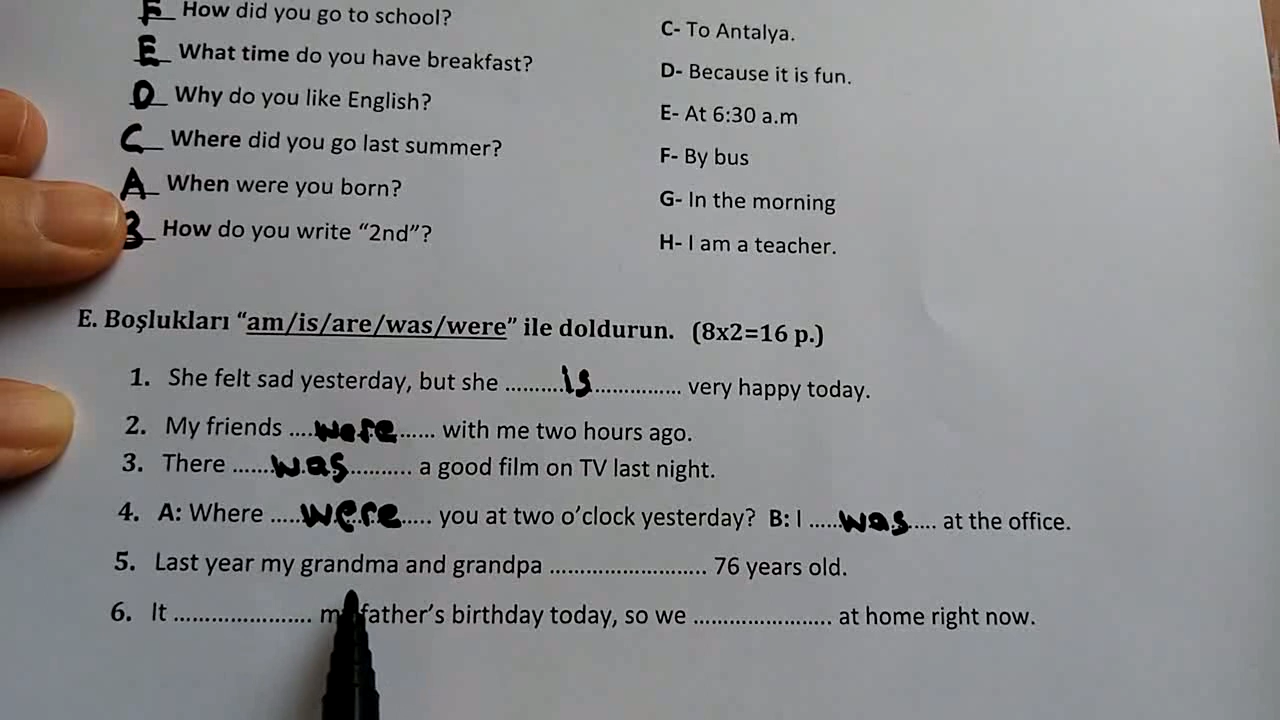 F How did you go to school?
C- To Antalya.
E What time do you have breakfast?
D- Because it is fun.
D Why do you like English?
E- At 6:30 a.m
C Where did you go last summer?
F- By bus
A When were you born?
G- In the morning
B How do you write “2nd”?
H- I am a teacher.
E. Boşlukları “am/is/are/was/were” ile doldurun. (8x2=16 p.)
1. She felt sad yesterday, but she .........is............... very happy today.
2. My friends ....were...... with me two hours ago.
3. There ......was........... a good film on TV last night.
4. A: Where .....were..... you at two o’clock yesterday? B: I .....was..... at the office.
5. Last year my grandma and grandpa ........................... 76 years old.
6. It ........................ my father’s birthday today, so we ........................ at home right now.